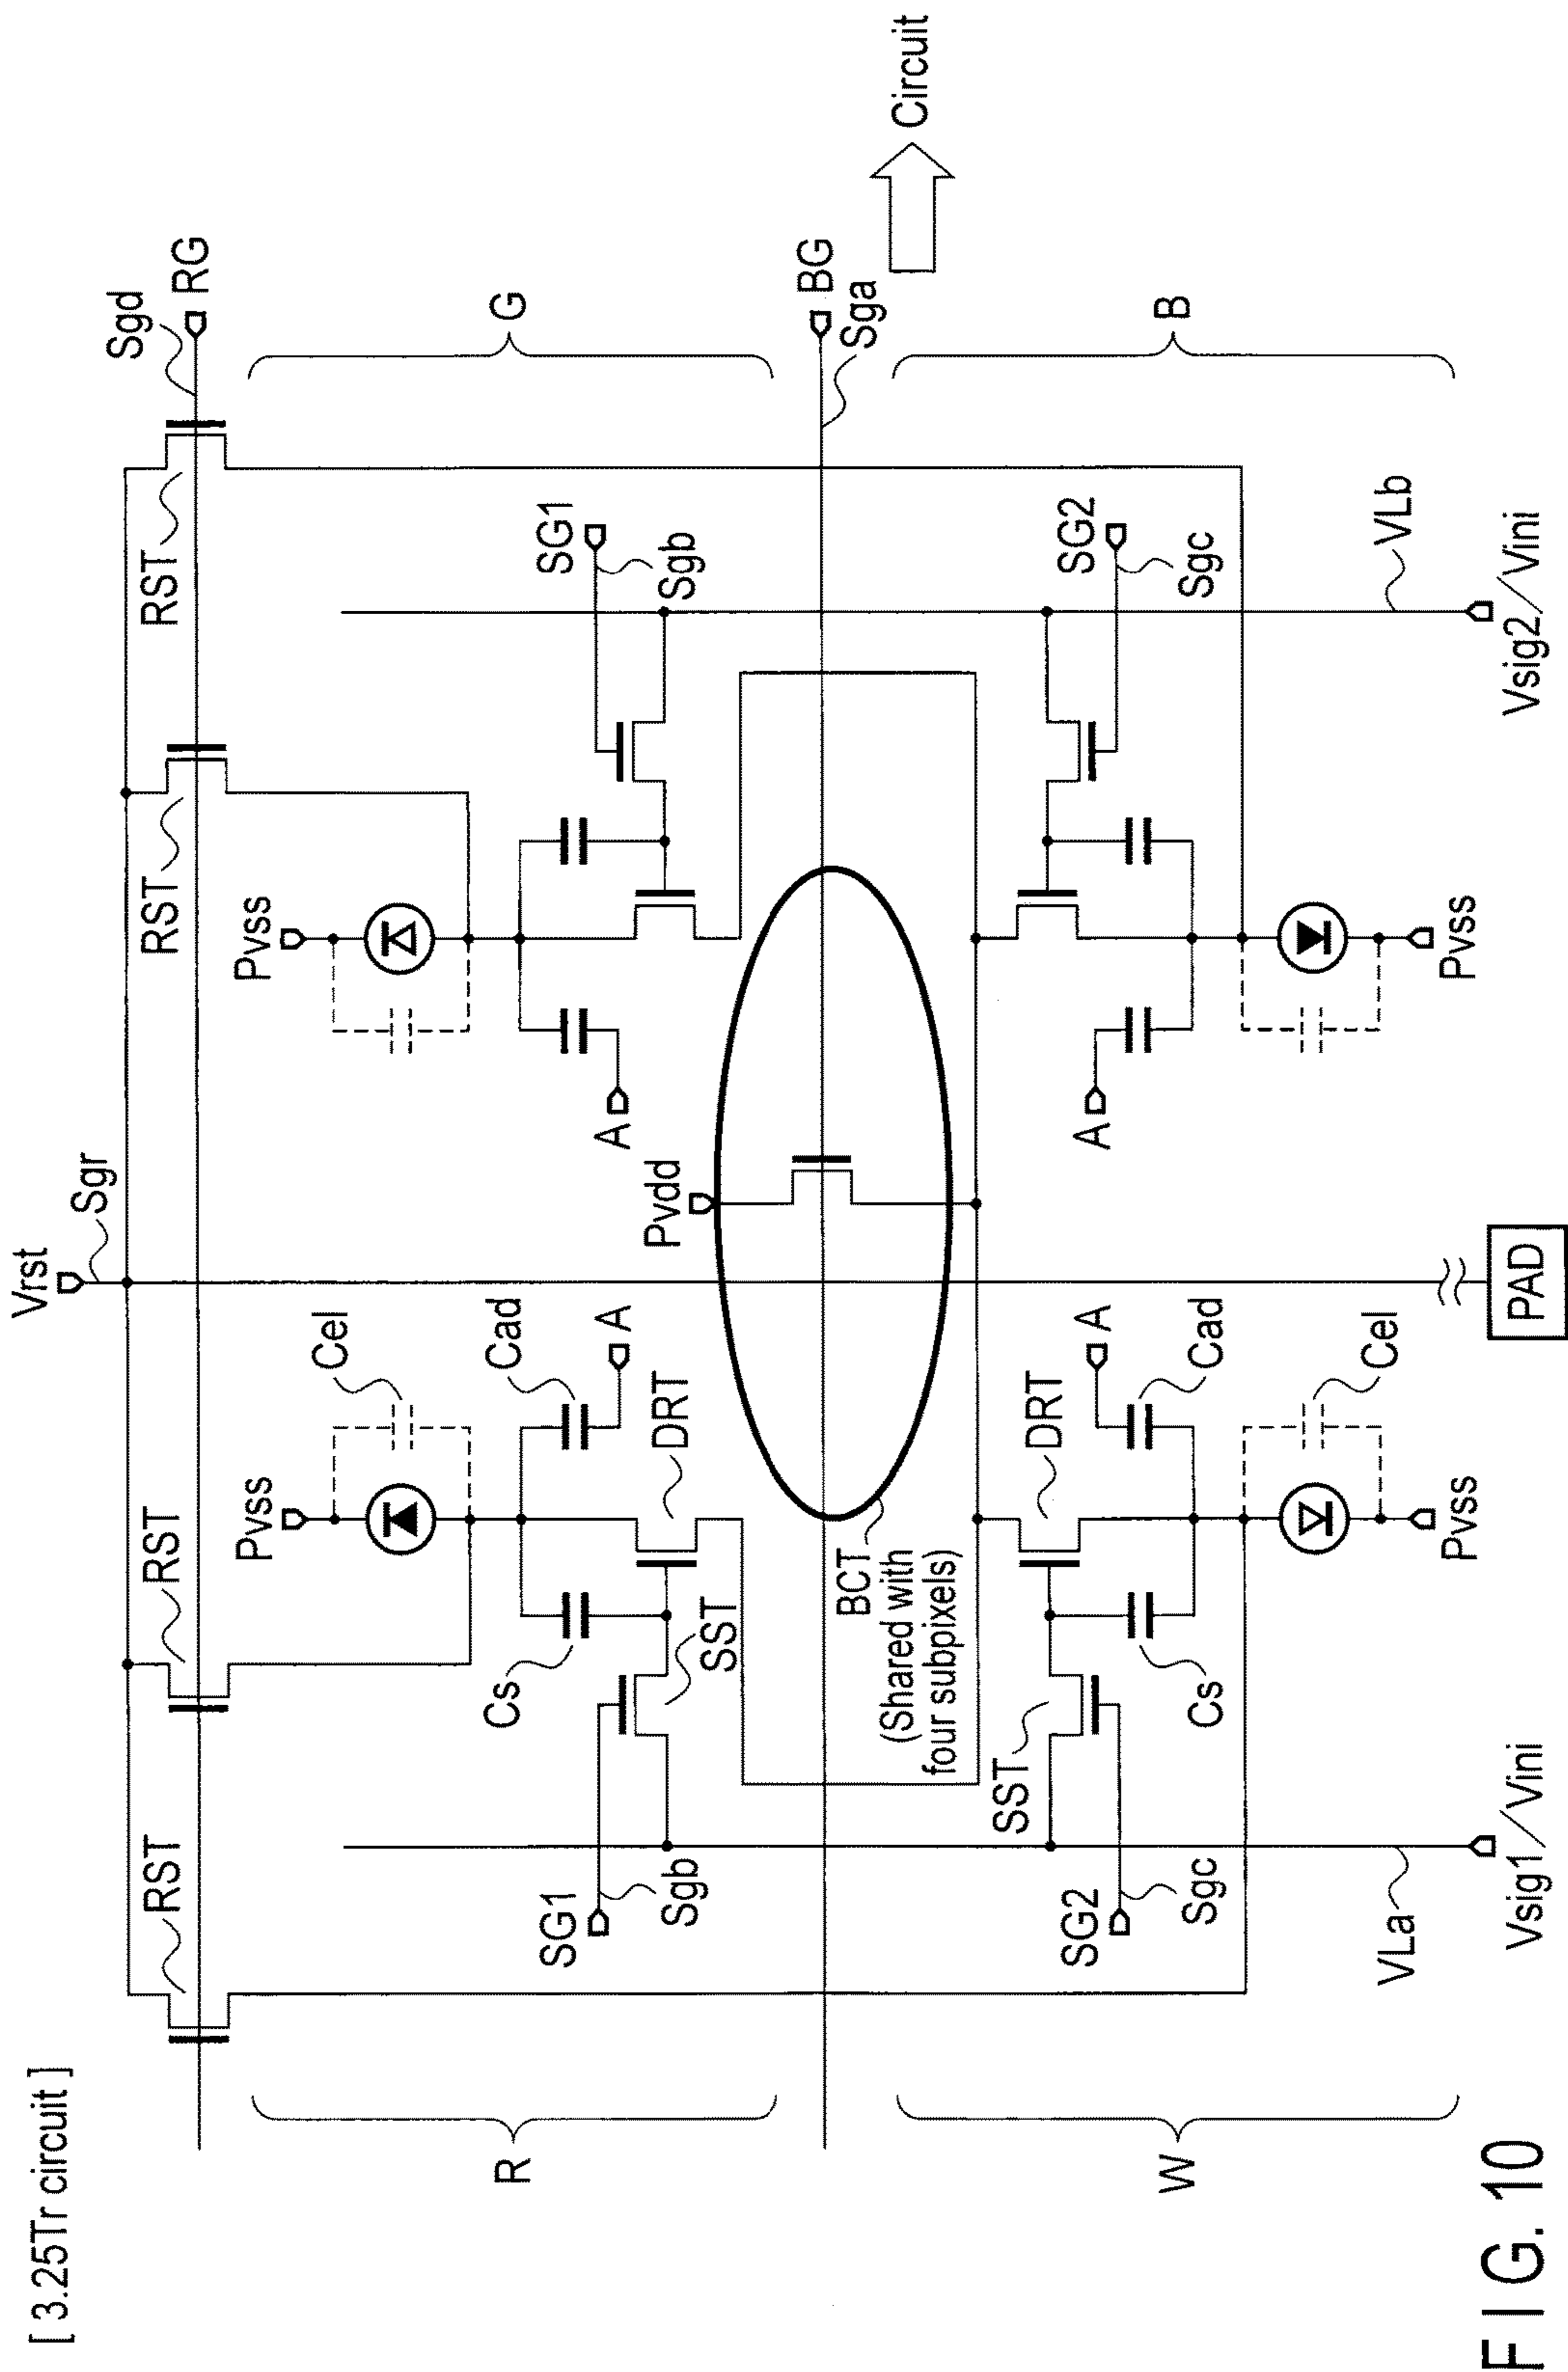 [ 3.25Tr circuit ]
Vrst
Sgr
Sgd
RG
RST
RST
RST
RST
R
G
Pvss
Cel
Pvss
Cs
Cad
A
A
SG1
Sgb
SST
DRT
SG1
Sgb
Pvdd
BG
Sga
Circuit
BCT
(Shared with
four subpixels)
W
B
SG2
Sgc
SST
DRT
A
A
SG2
Sgc
Cs
Cad
Cel
Pvss
Pvss
VLa
VLb
Vsig1/Vini
PAD
Vsig2/Vini
FIG. 10